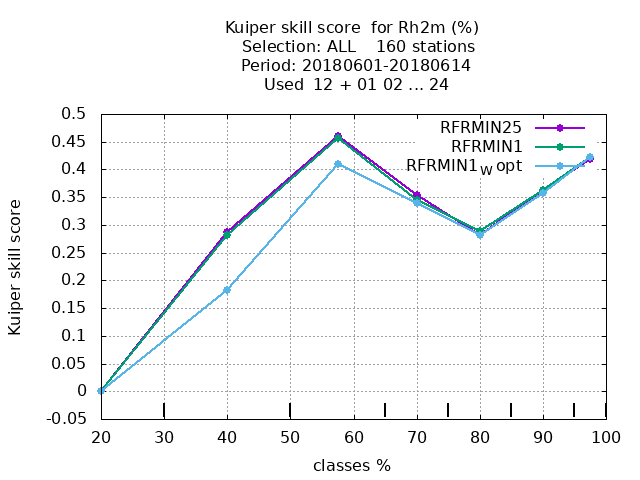 Kuiper skill score  for Rh2m (%)
Selection: ALL    160 stations
Period: 20180601-20180614
Used  12 + 01 02 ... 24
RFRMIN25
RFRMIN1
RFRMIN1W opt
0.5
0.45
0.4
0.35
0.3
0.25
0.2
0.15
0.1
0.05
0
-0.05
Kuiper skill score
20 30 40 50 60 70 80 90 100
classes %